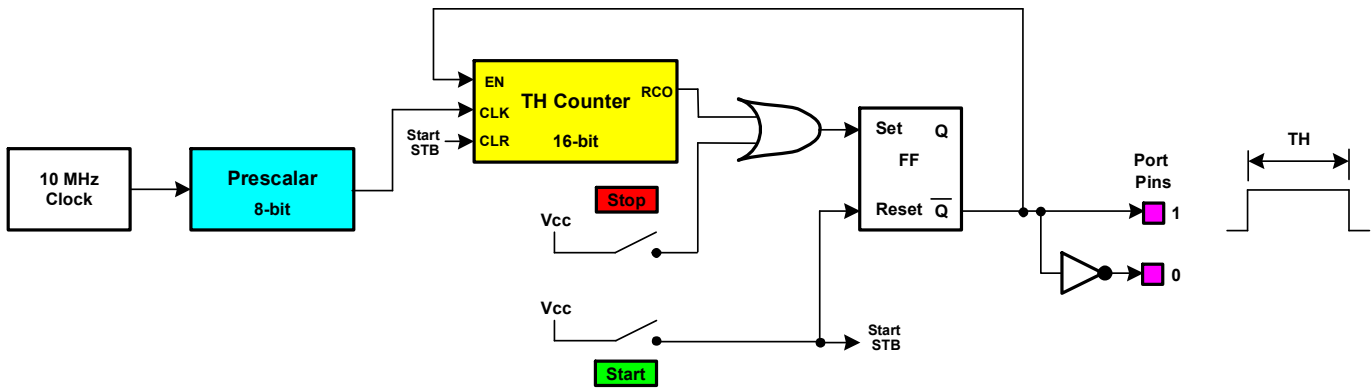 10 MHz
Clock
Prescalar
8-bit
EN
CLK
CLR
RCO
TH Counter
16-bit
Start
STB
Stop
Vcc
Vcc
Start
Start
STB
Set
Q
FF
Reset
Q
Port
Pins
1
0
TH